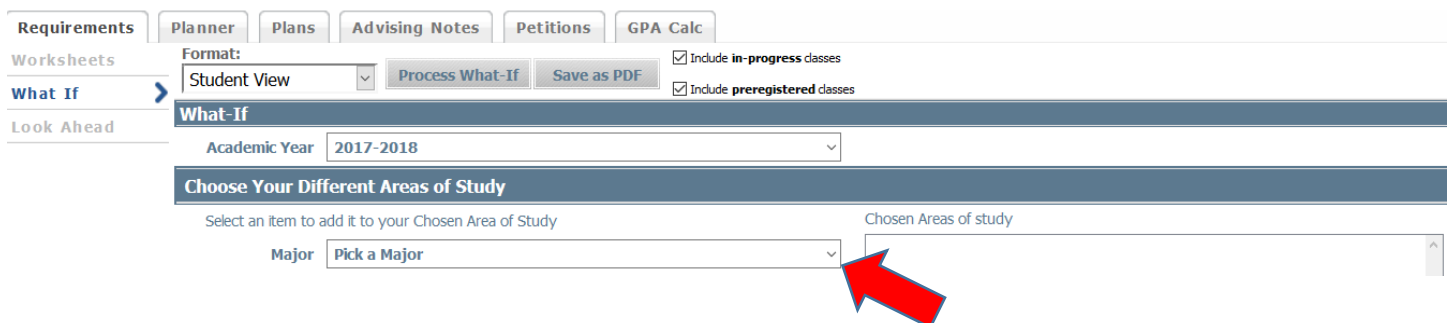 Requirements Planner Plans Advising Notes Petitions GPA Calc
Worksheets
What If
Look Ahead
Format:
Student View
Process What-If
Save as PDF
Include in-progress classes
Include preregistered classes
What-If
Academic Year 2017-2018
Choose Your Different Areas of Study
Select an item to add it to your Chosen Area of Study
Chosen Areas of study
Major Pick a Major